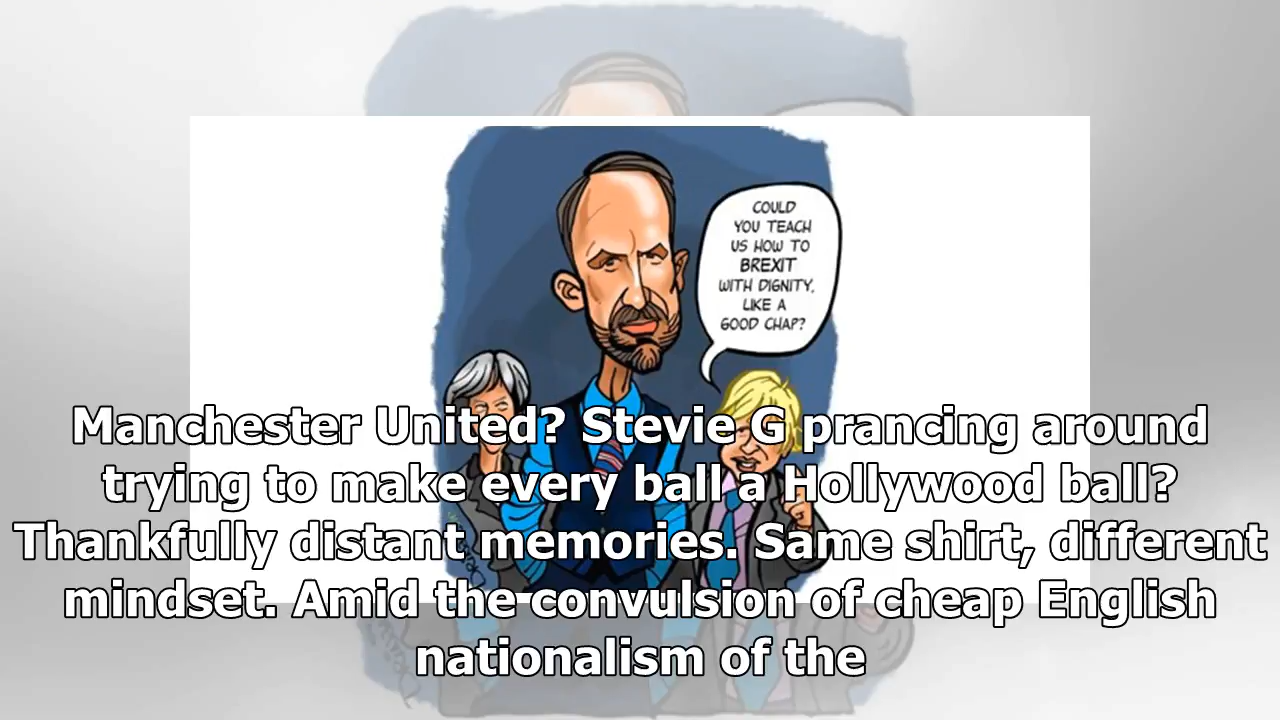 COULD
YOU TEACH
US HOW TO
BREXIT
WITH DIGNITY,
LIKE A
GOOD CHAP?
Manchester United? Stevie G prancing around
trying to make every ball a Hollywood ball?
Thankfully distant memories. Same shirt, different
mindset. Amid the convulsion of cheap English
nationalism of the